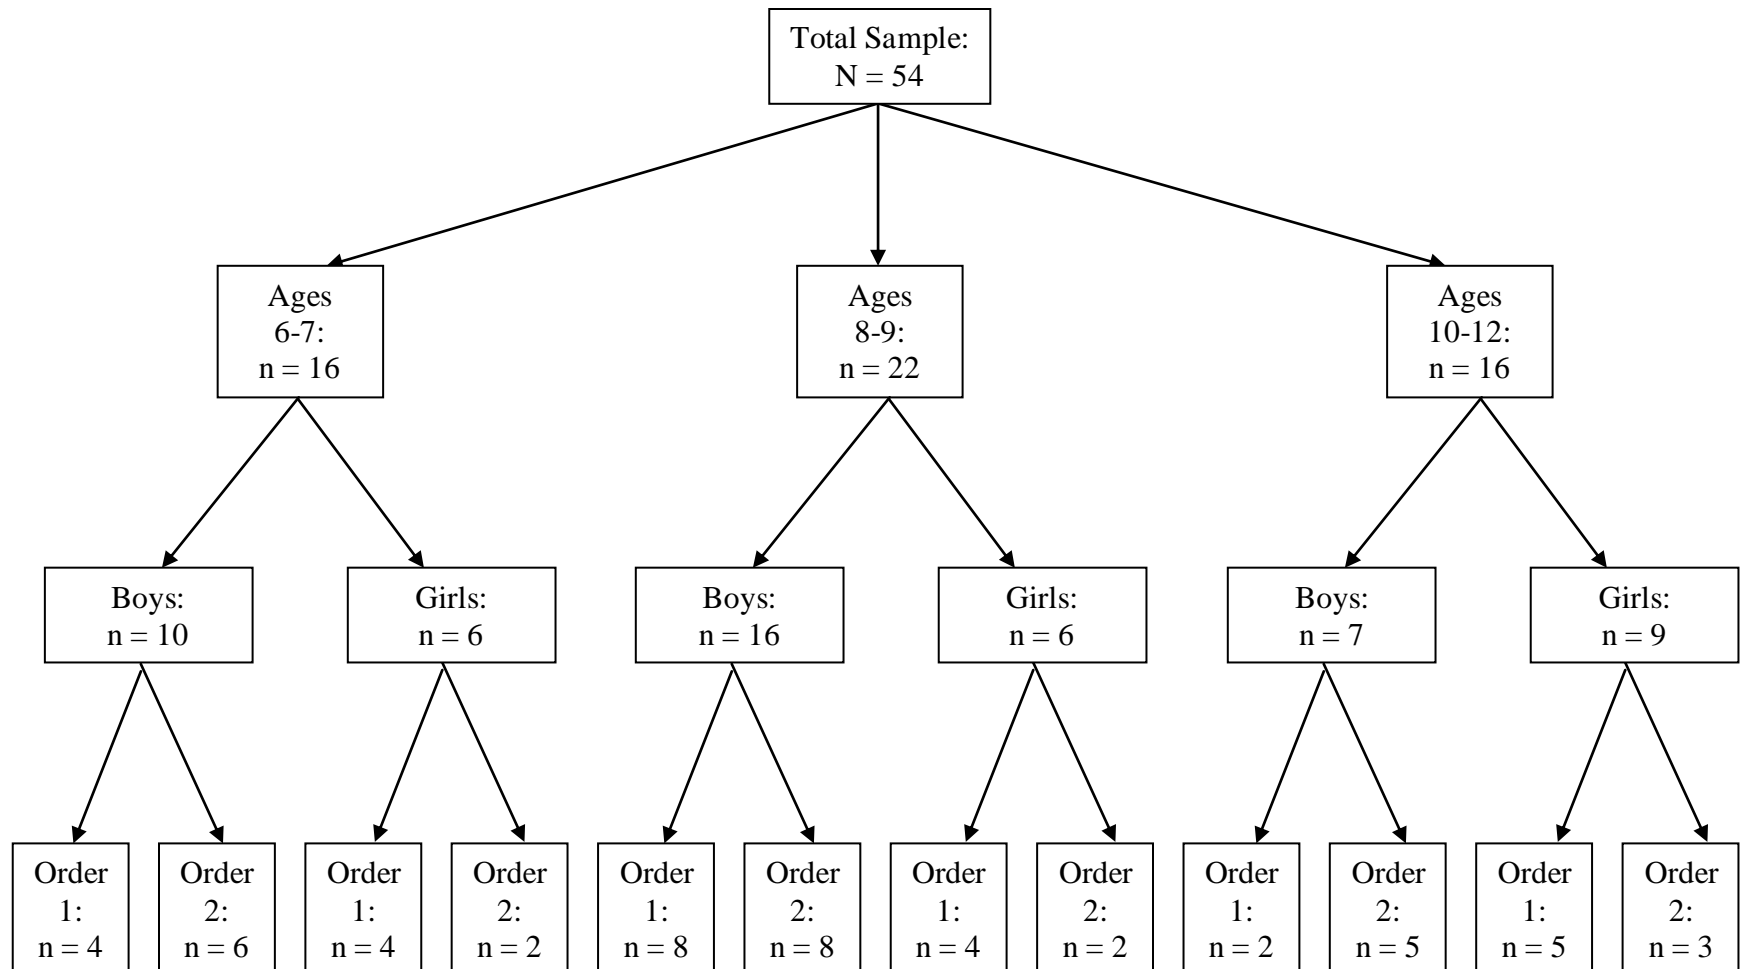 Total Sample:
N = 54
Ages
6-7:
n = 16
Ages
8-9:
n = 22
Ages
10-12:
n = 16
Boys:
n = 10
Girls:
n = 6
Boys:
n = 16
Girls:
n = 6
Boys:
n = 7
Girls:
n = 9
Order
1:
n = 4
Order
2:
n = 6
Order
1:
n = 4
Order
2:
n = 2
Order
1:
n = 8
Order
2:
n = 8
Order
1:
n = 4
Order
2:
n = 2
Order
1:
n = 2
Order
2:
n = 5
Order
1:
n = 5
Order
2:
n = 3